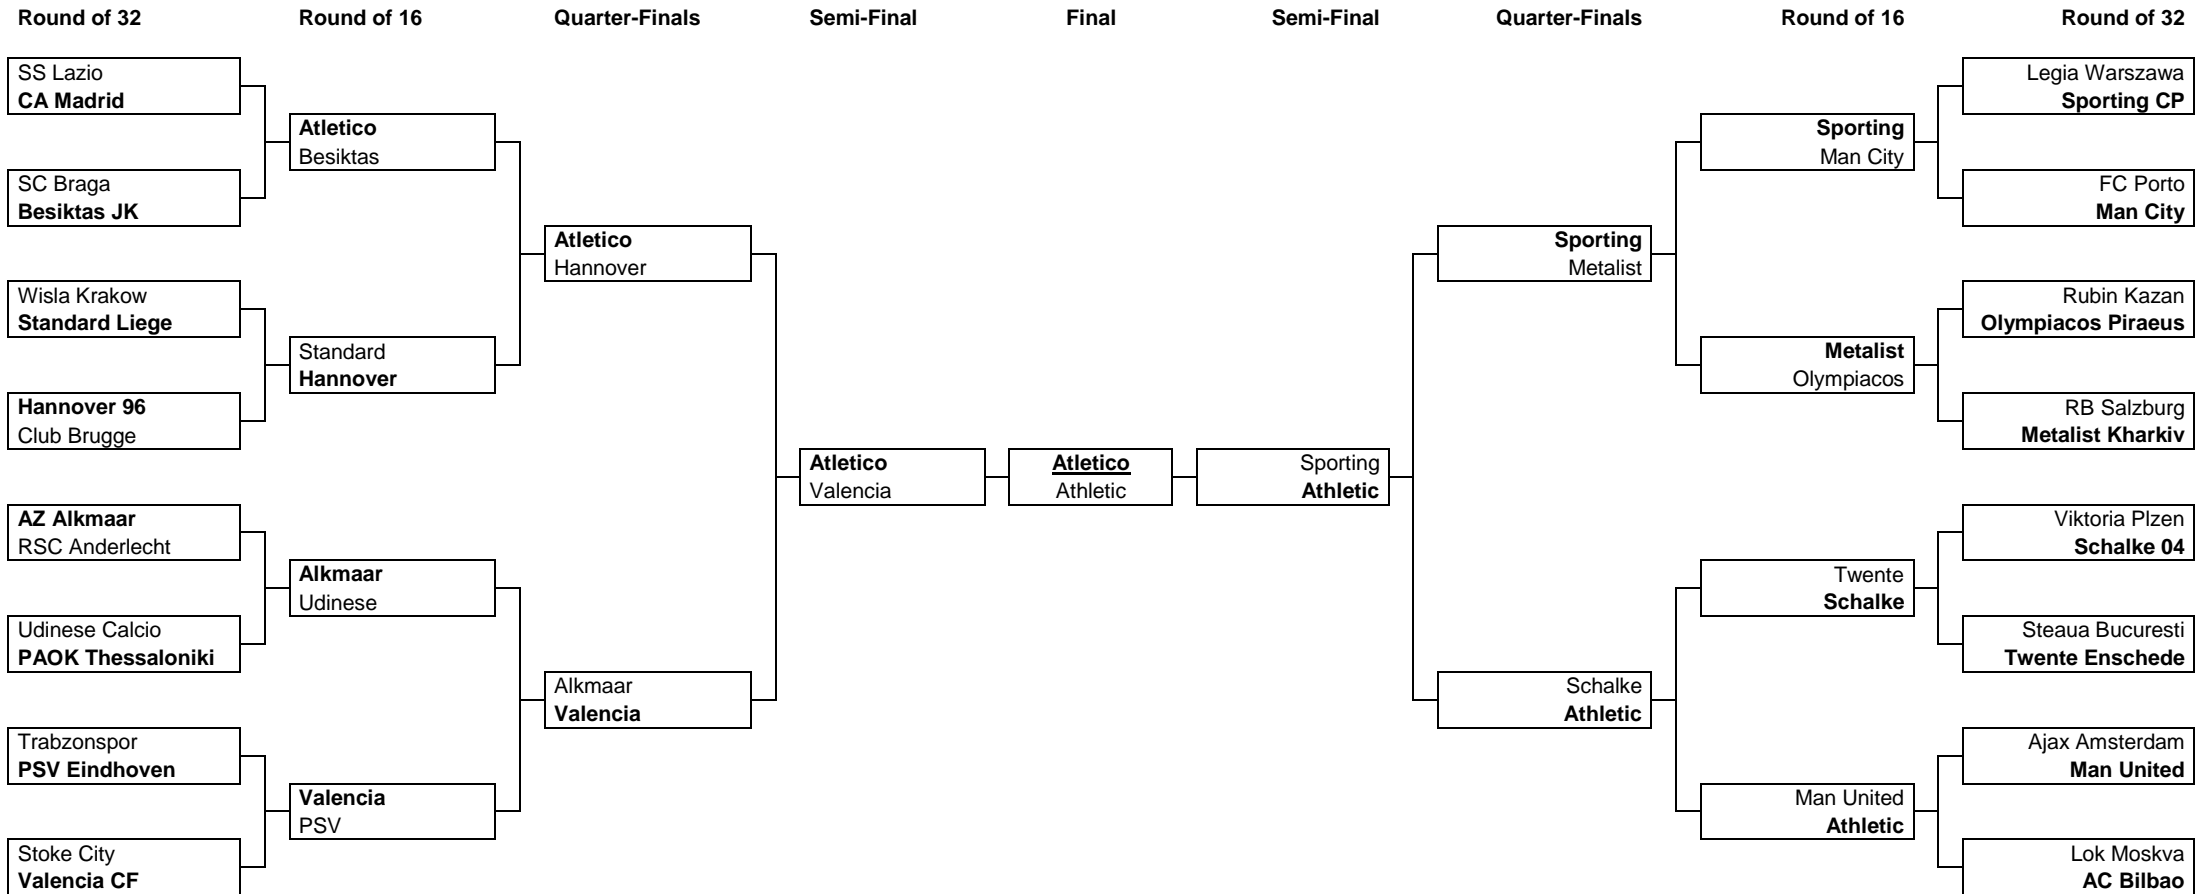 Round of 32 Round of 16 Quarter-Finals Semi-Final Final Semi-Final Quarter-Finals Round of 16 Round of 32
SS Lazio
CA Madrid
SC Braga
Besiktas JK
Wisla Krakow
Standard Liege
Hannover 96
Club Brugge
AZ Alkmaar
RSC Anderlecht
Udinese Calcio
PAOK Thessaloniki
Trabzonspor
PSV Eindhoven
Stoke City
Valencia CF
Atletico
Besiktas
Standard
Hannover
Alkmaar
Udinese
Valencia
PSV
Atletico
Hannover
Alkmaar
Valencia
Atletico
Valencia
Atletico
Athletic
Sporting
Athletic
Sporting
Metalist
Schalke
Athletic
Sporting
Man City
Metalist
Olympiacos
Twente
Schalke
Man United
Athletic
Legia Warszawa
Sporting CP
FC Porto
Man City
Rubin Kazan
Olympiacos Piraeus
RB Salzburg
Metalist Kharkiv
Viktoria Plzen
Schalke 04
Steaua Bucuresti
Twente Enschede
Ajax Amsterdam
Man United
Lok Moskva
AC Bilbao